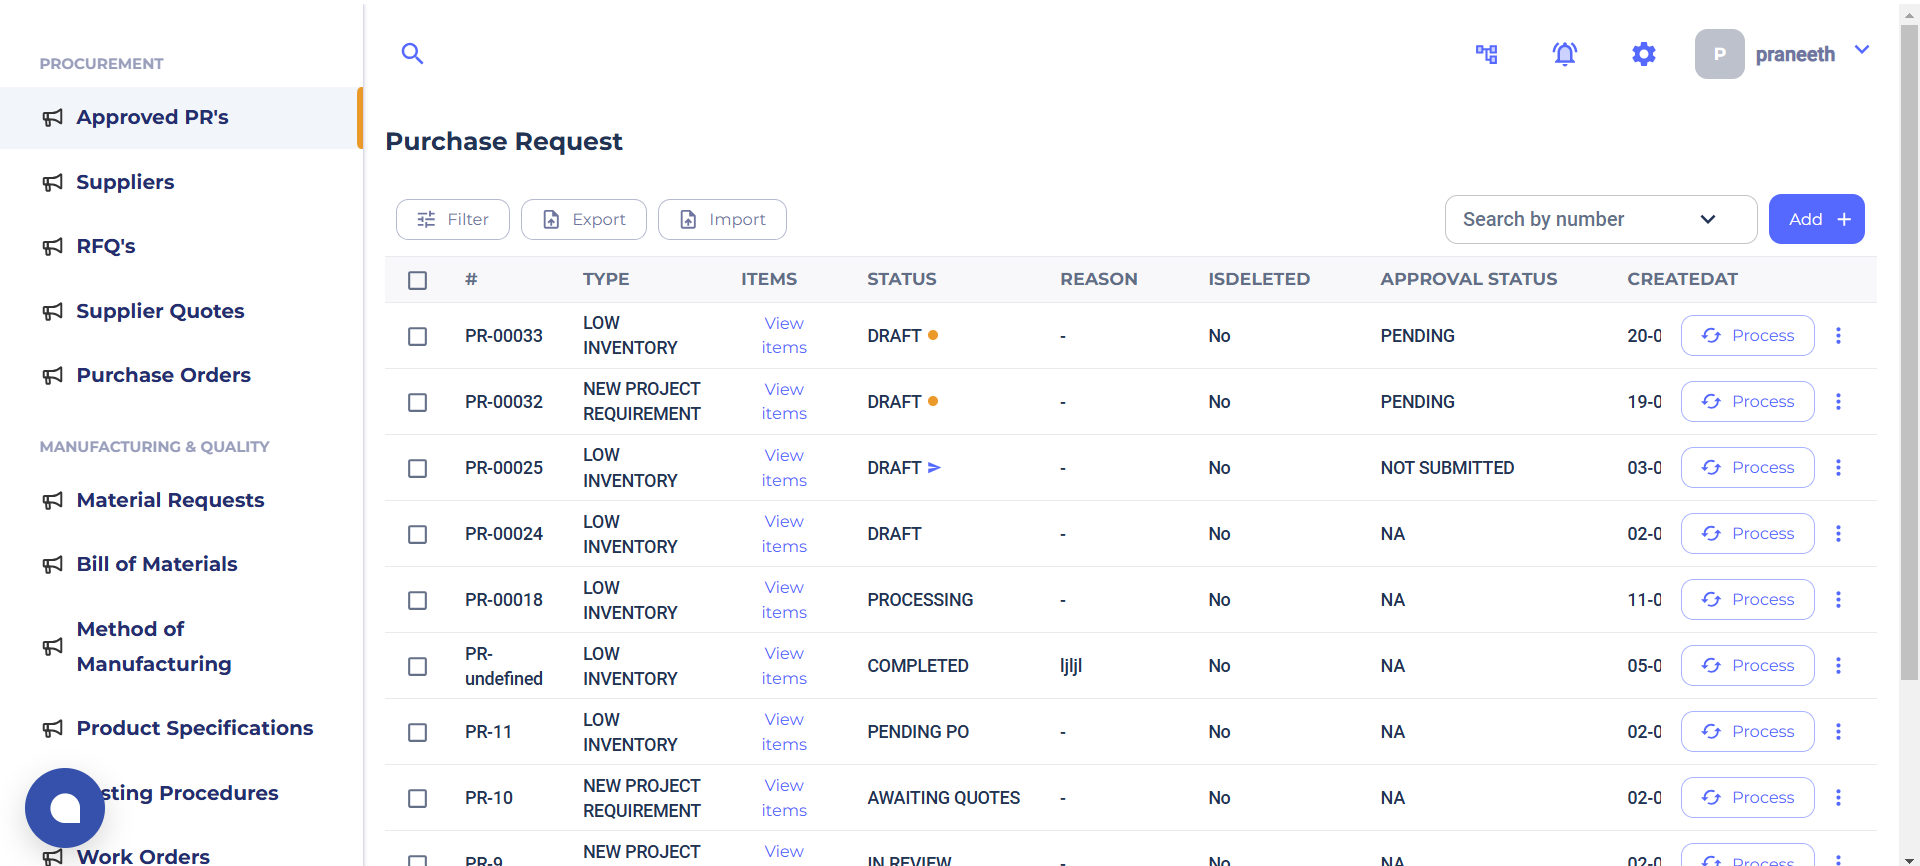 PROCUREMENT
Approved PR's
Suppliers
RFQ's
Supplier Quotes
Purchase Orders
MANUFACTURING & QUALITY
Material Requests
Bill of Materials
Method of
Manufacturing
Product Specifications
sting Procedures
Work Orders
P praneeth
Purchase Request
Filter Export Import Search by number Add +
# TYPE ITEMS STATUS REASON ISDELETED APPROVAL STATUS CREATEDAT
PR-00033 LOW INVENTORY View items DRAFT - No PENDING 20-0 Process
PR-00032 NEW PROJECT REQUIREMENT View items DRAFT - No PENDING 19-0 Process
PR-00025 LOW INVENTORY View items DRAFT - No NOT SUBMITTED 03-0 Process
PR-00024 LOW INVENTORY View items DRAFT - No NA 02-0 Process
PR-00018 LOW INVENTORY View items PROCESSING - No NA 11-0 Process
PR-undefined LOW INVENTORY View items COMPLETED ljljl No NA 05-0 Process
PR-11 LOW INVENTORY View items PENDING PO - No NA 02-0 Process
PR-10 NEW PROJECT REQUIREMENT View items AWAITING QUOTES - No NA 02-0 Process
PR-9 NEW PROJECT View IN REVIEW - No NA 02-0 Process